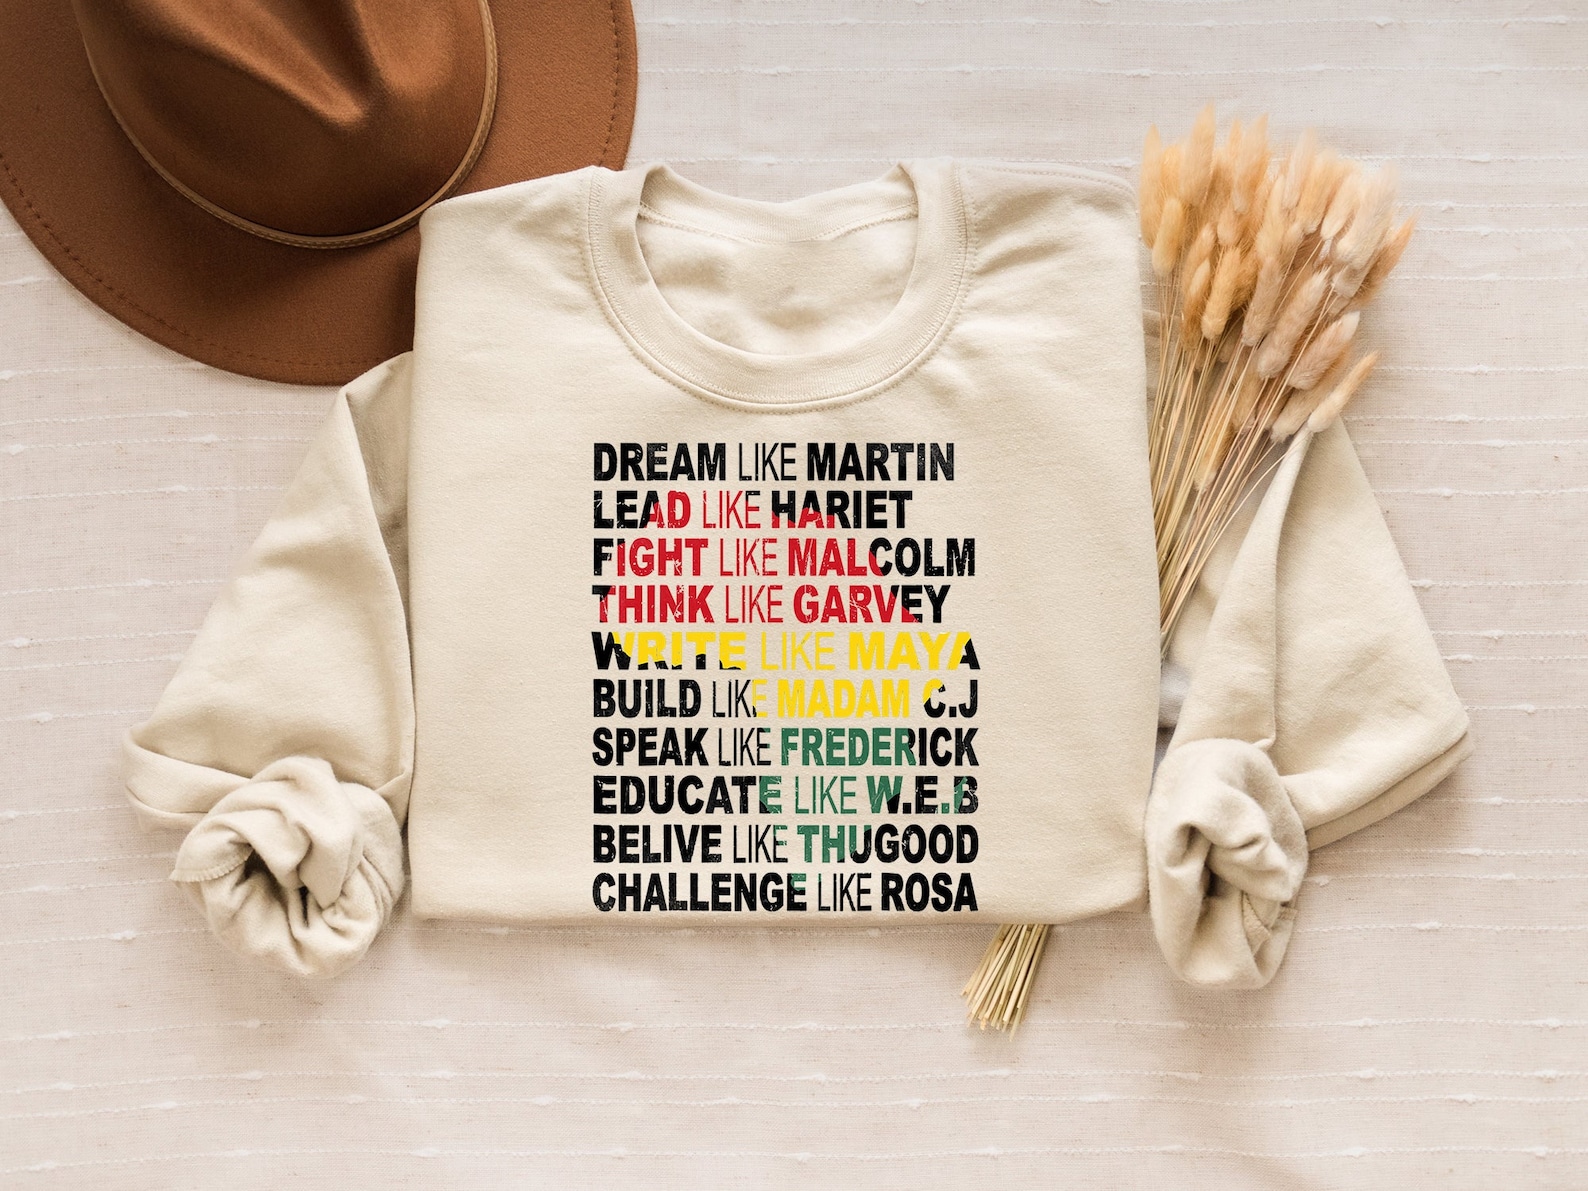 DREAM LIKE MARTIN
LEAD LIKE HARIET
FIGHT LIKE MALCOLM
THINK LIKE GARVEY
WRITE LIKE MAYA
BUILD LIKE MADAM C.J
SPEAK LIKE FREDERICK
EDUCATE LIKE W.E.B
BELIVE LIKE THUGOOD
CHALLENGE LIKE ROSA